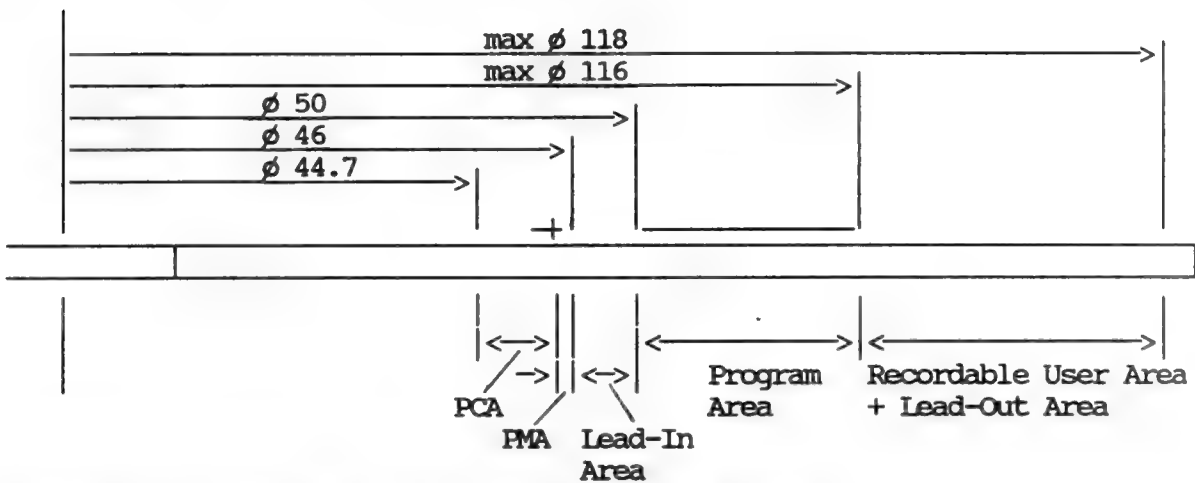 max ø 118
max ø 116
ø 50
ø 46
ø 44.7
PCA
PMA
Lead-In
Area
Program
Area
Recordable User Area
+ Lead-Out Area